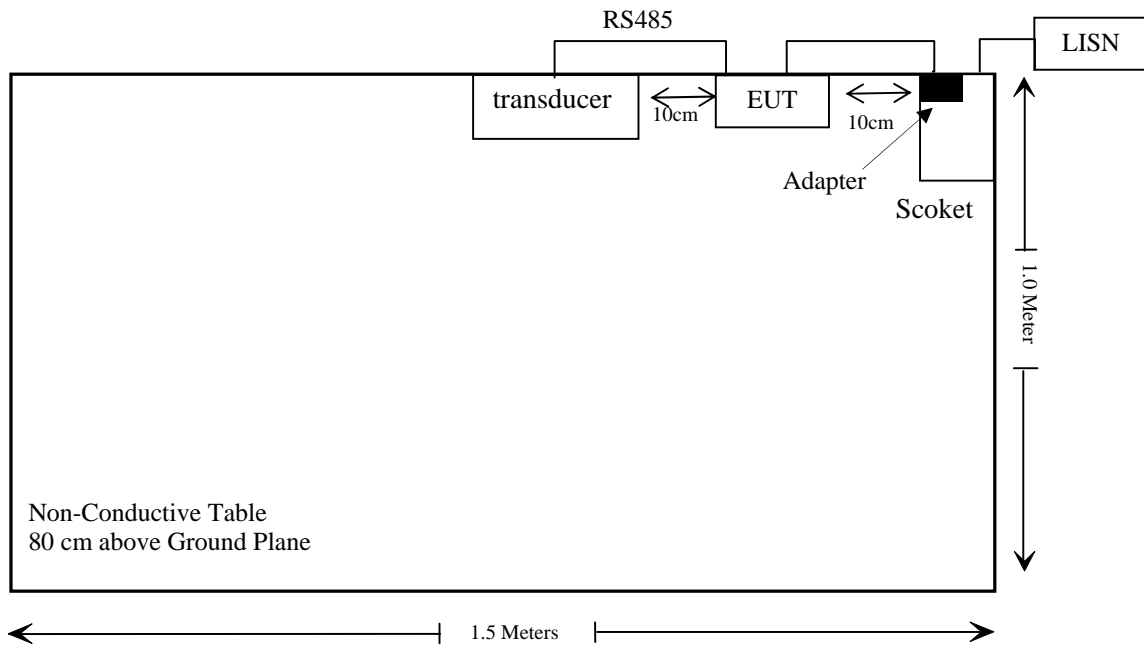 RS485
LISN
transducer
EUT
10cm
10cm
Adapter
Scoket
1.0 Meter
Non-Conductive Table
80 cm above Ground Plane
1.5 Meters